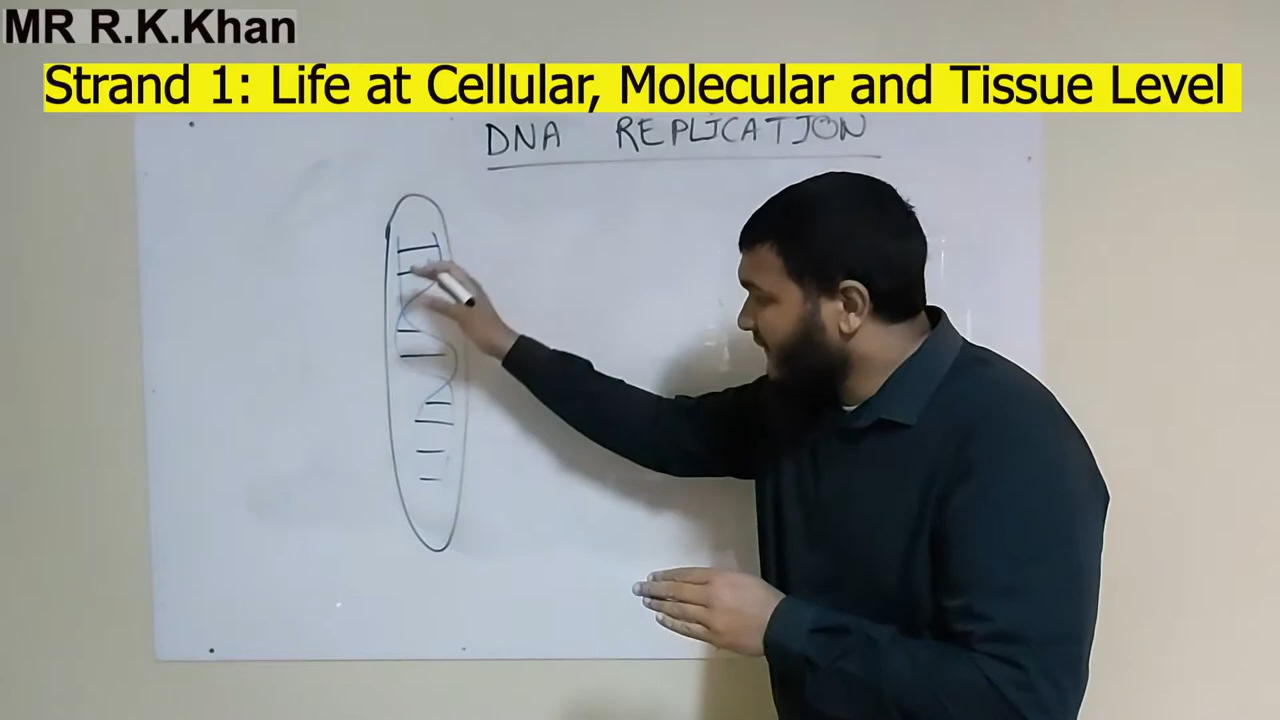 MR R.K.Khan
Strand 1: Life at Cellular, Molecular and Tissue Level
DNA REPLICATION